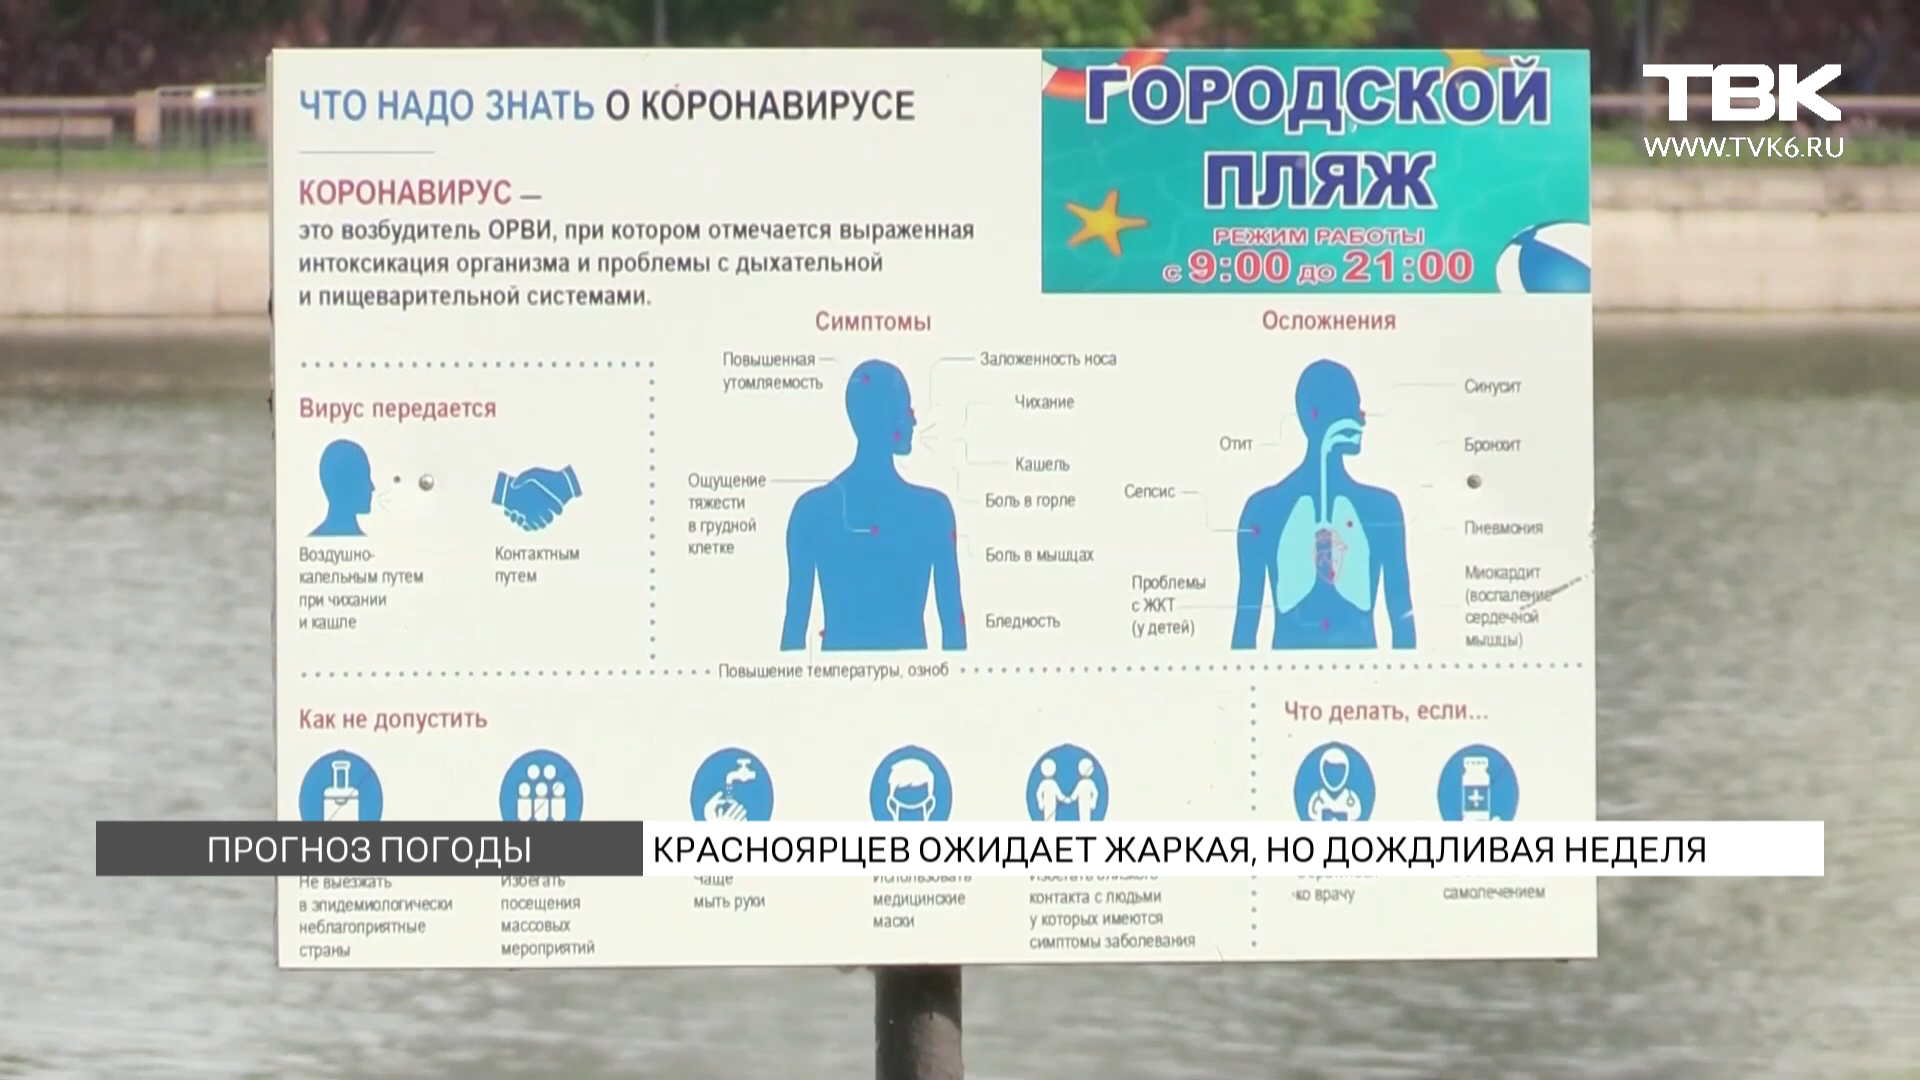 ЧТО НАДО ЗНАТЬ О КОРОНАВИРУСЕ
КОРОНАВИРУС —
это возбудитель ОРВИ, при котором отмечается выраженная
интоксикация организма и проблемы с дыхательной
и пищеварительной системами.
ГОРОДСКОЙ
ПЛЯЖ
РЕЖИМ РАБОТЫ
с 9:00 до 21:00
ТВК
WWW.TVK6.RU
Вирус передается
Воздушно-
капельным путем
при чихании
и кашле
Контактным
путем
Симптомы
Повышенная
утомляемость
Ощущение
тяжести
в грудной
клетке
Заложенность носа
Чихание
Кашель
Боль в горле
Боль в мышцах
Бледность
Повышение температуры, озноб
Осложнения
Отит
Сепсис
Проблемы
с ЖКТ
(у детей)
Синусит
Бронхит
Пневмония
Миокардит
(воспаление
сердечной
мышцы)
Как не допустить
Не выезжать
в эпидемиологически
неблагоприятные
страны
Избегать
посещения
массовых
мероприятий
Чаще
мыть руки
Использовать
медицинские
маски
Избегать близкого
контакта с людьми
у которых имеются
симптомы заболевания
Что делать, если...
ко врачу
самолечением
ПРОГНОЗ ПОГОДЫ
КРАСНОЯРЦЕВ ОЖИДАЕТ ЖАРКАЯ, НО ДОЖДЛИВАЯ НЕДЕЛЯ